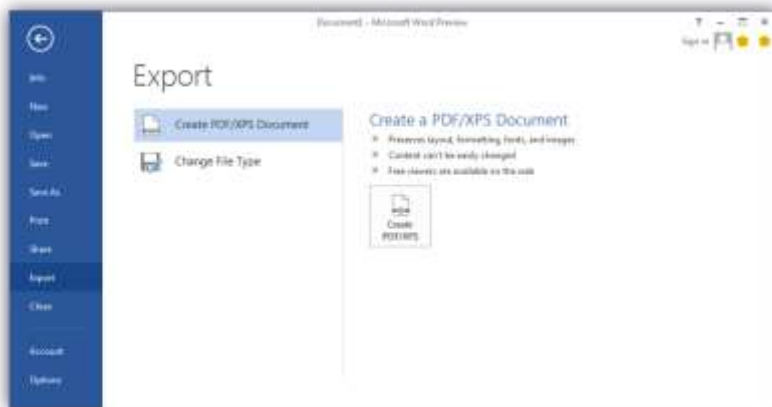 Document1 - Microsoft Word Preview
?
Sign in
Info
New
Open
Save
Save As
Print
Share
Export
Close
Account
Options
Export
Create PDF/XPS Document
Change File Type
Create a PDF/XPS Document
Preserves layout, formatting, fonts, and images
Content can't be easily changed
Free viewers are available on the web
Create
PDF/XPS